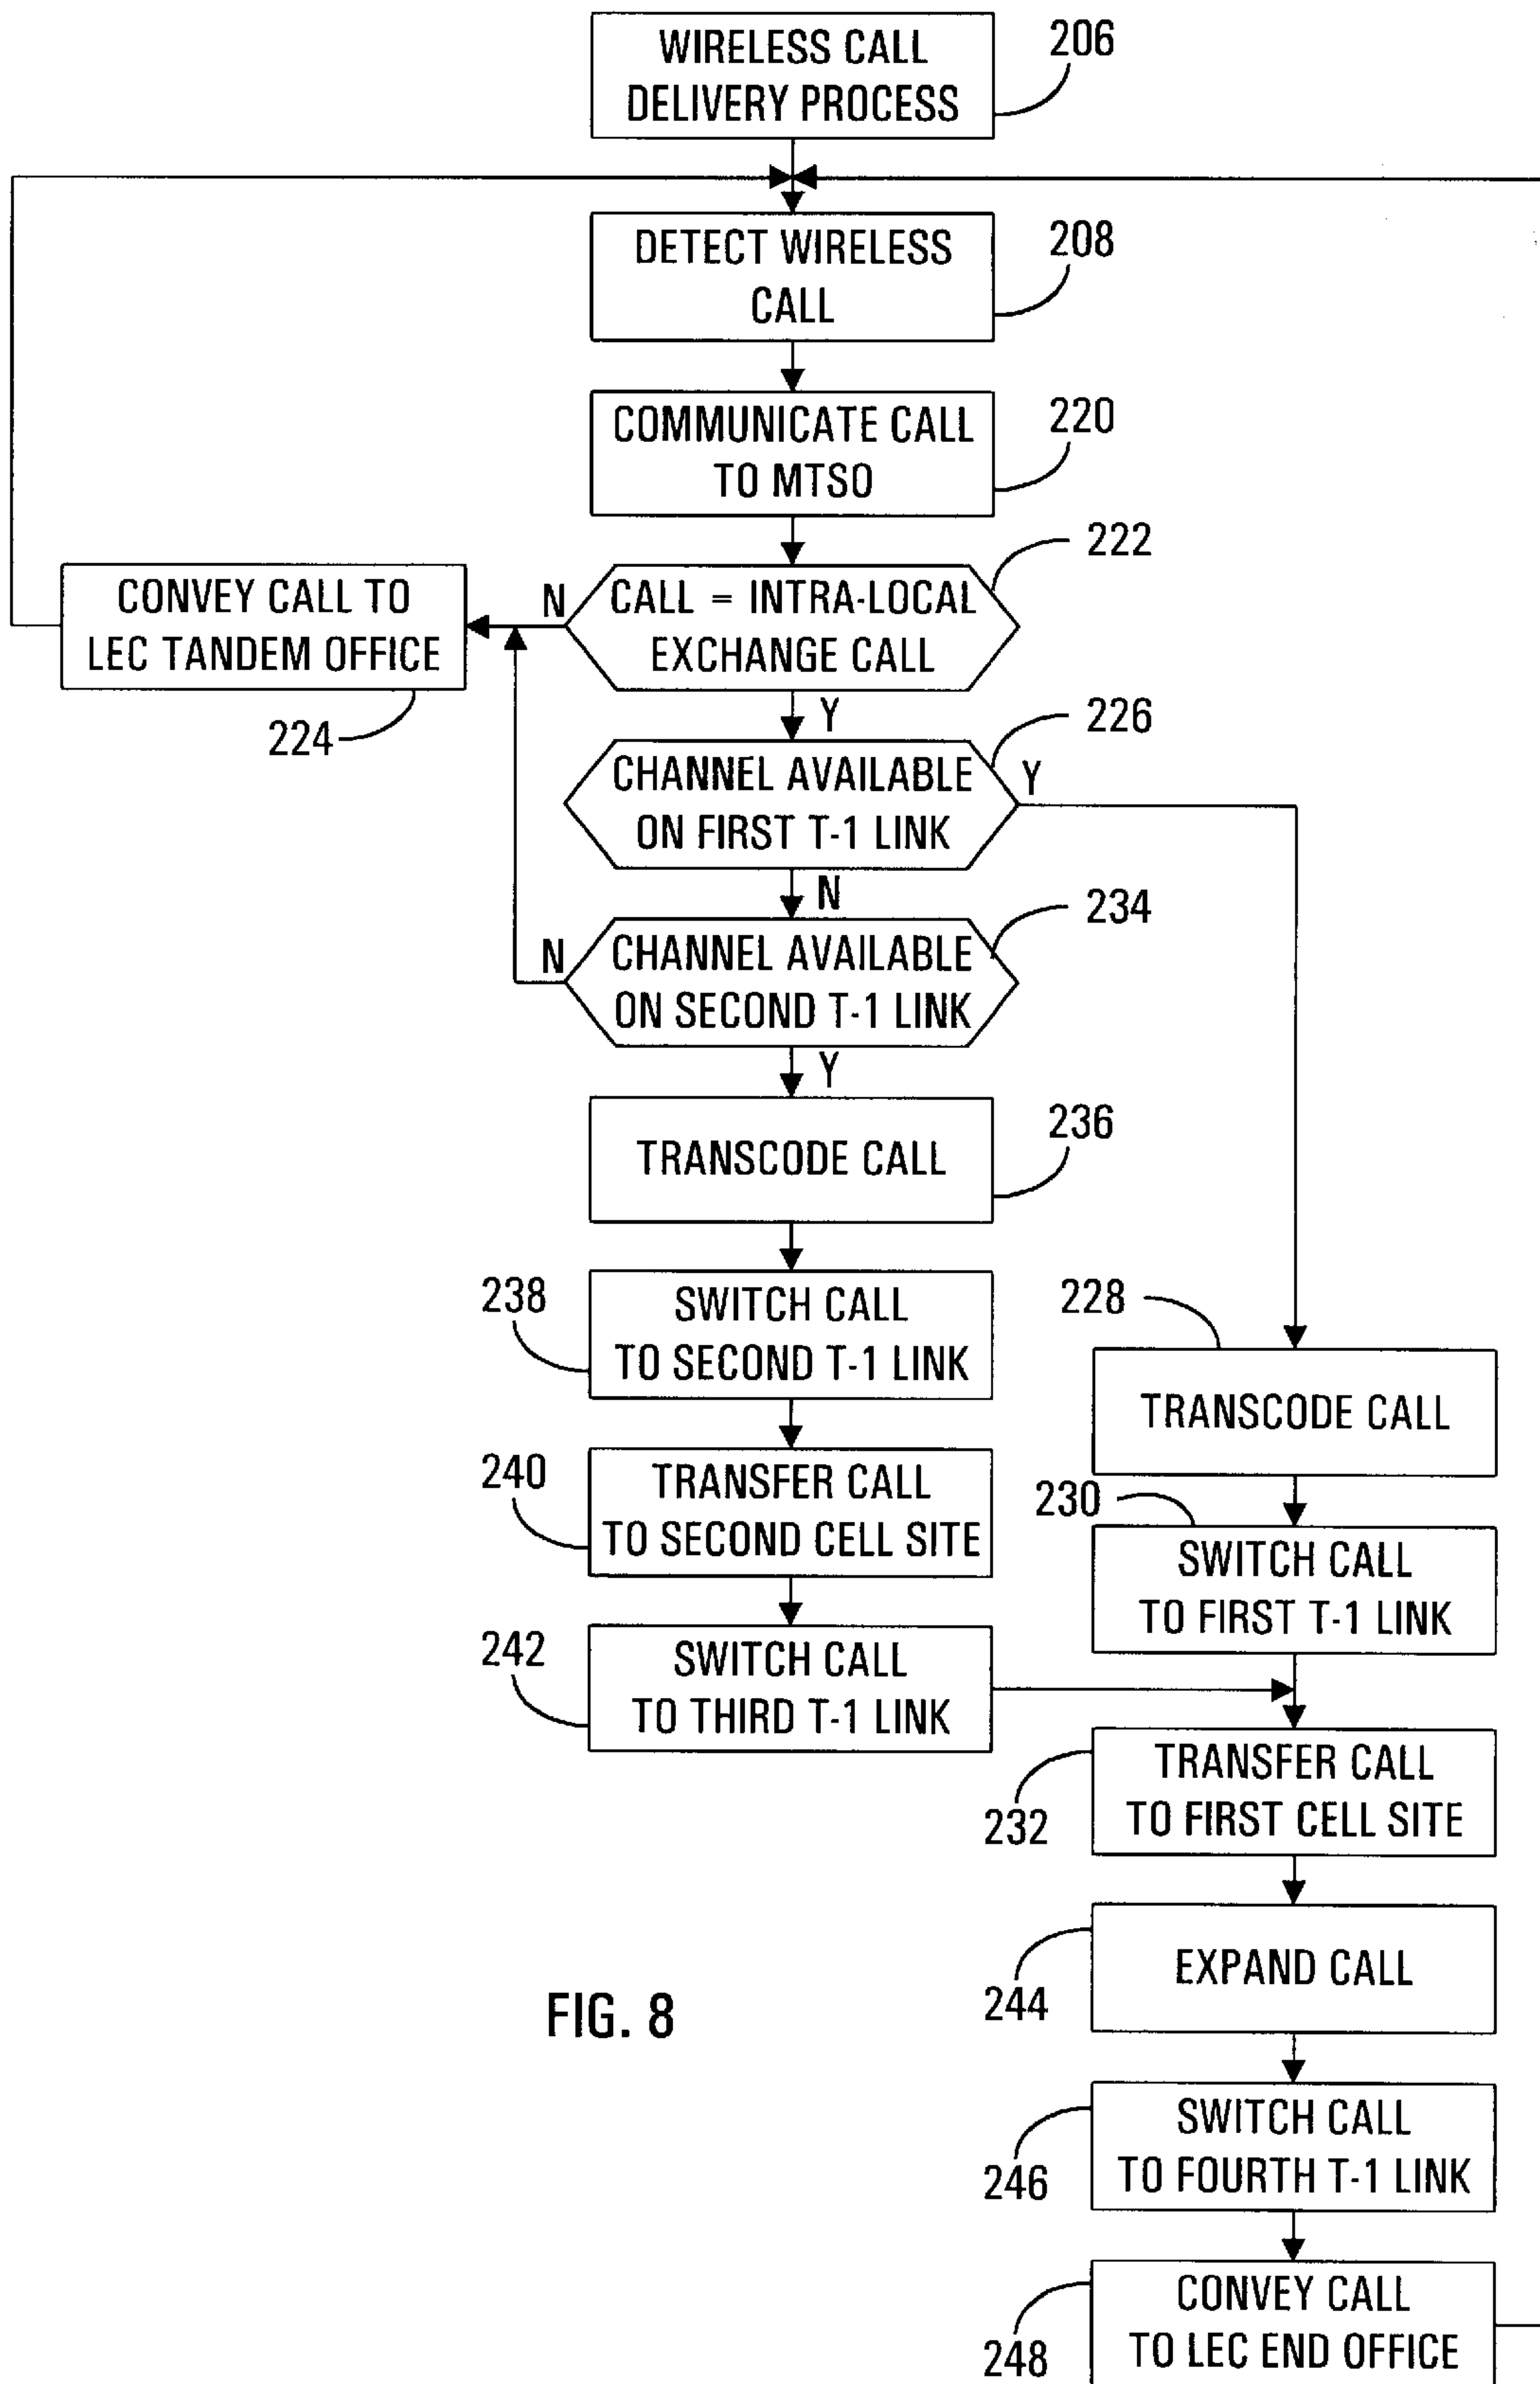 WIRELESS CALL
DELIVERY PROCESS
206
DETECT WIRELESS
CALL
208
COMMUNICATE CALL
TO MTSO
220
222
CALL = INTRA-LOCAL
EXCHANGE CALL
N
CONVEY CALL TO
LEC TANDEM OFFICE
224
Y
226
CHANNEL AVAILABLE
ON FIRST T-1 LINK
Y
N
234
CHANNEL AVAILABLE
ON SECOND T-1 LINK
N
Y
TRANSCODE CALL
236
238
SWITCH CALL
TO SECOND T-1 LINK
228
TRANSCODE CALL
240
TRANSFER CALL
TO SECOND CELL SITE
230
SWITCH CALL
TO FIRST T-1 LINK
242
SWITCH CALL
TO THIRD T-1 LINK
TRANSFER CALL
TO FIRST CELL SITE
232
EXPAND CALL
244
FIG. 8
SWITCH CALL
TO FOURTH T-1 LINK
246
CONVEY CALL
TO LEC END OFFICE
248